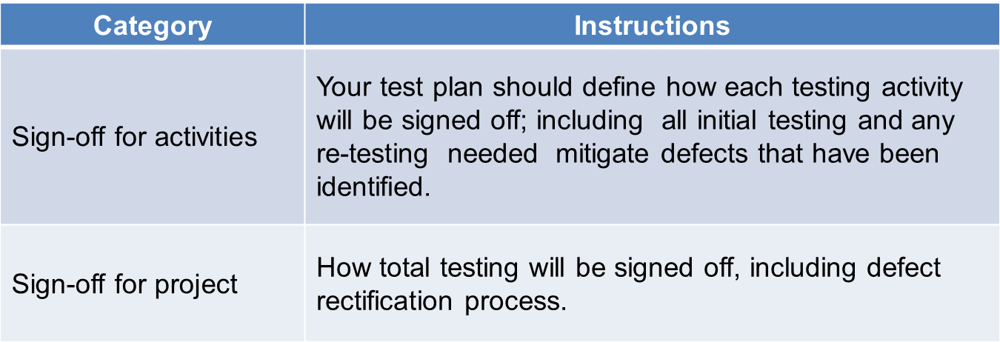 Category
Instructions
Sign-off for activities
Your test plan should define how each testing activity
will be signed off; including all initial testing and any
re-testing needed mitigate defects that have been
identified.
Sign-off for project
How total testing will be signed off, including defect
rectification process.